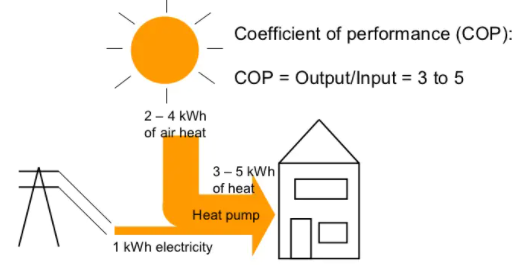 Coefficient of performance (COP):
COP = Output/Input = 3 to 5
2 – 4 kWh
of air heat
3 – 5 kWh
of heat
Heat pump
1 kWh electricity